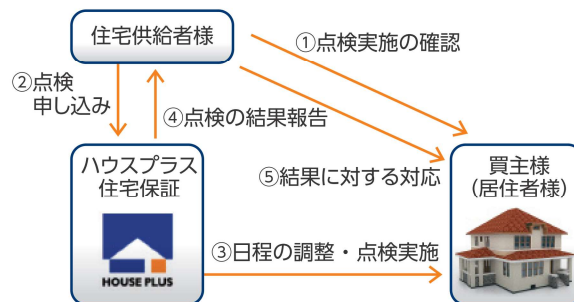 住宅供給者様
①点検実施の確認
②点検
申し込み
④点検の結果報告
ハウスプラス
住宅保証
HOUSE PLUS
⑤結果に対する対応
買主様
(居住者様)
③日程の調整・点検実施